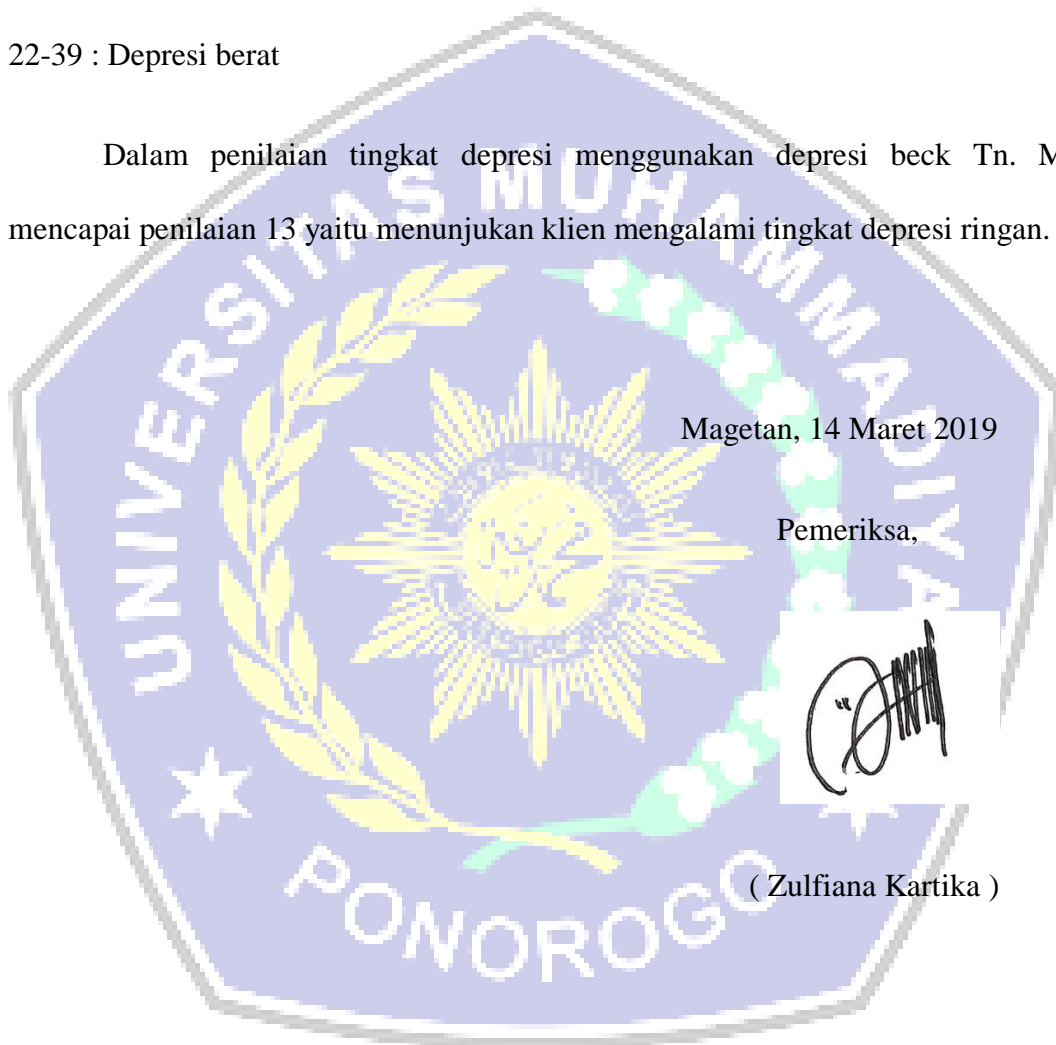 22-39 : Depresi berat
Dalam penilaian tingkat depresi menggunakan depresi beck Tn. M
mencapai penilaian 13 yaitu menunjukan klien mengalami tingkat depresi ringan.
UNIVERSITAS MUHAMMADIYA
Magetan, 14 Maret 2019
Pemeriksa,
( Zulfiana Kartika )
PONOROGO